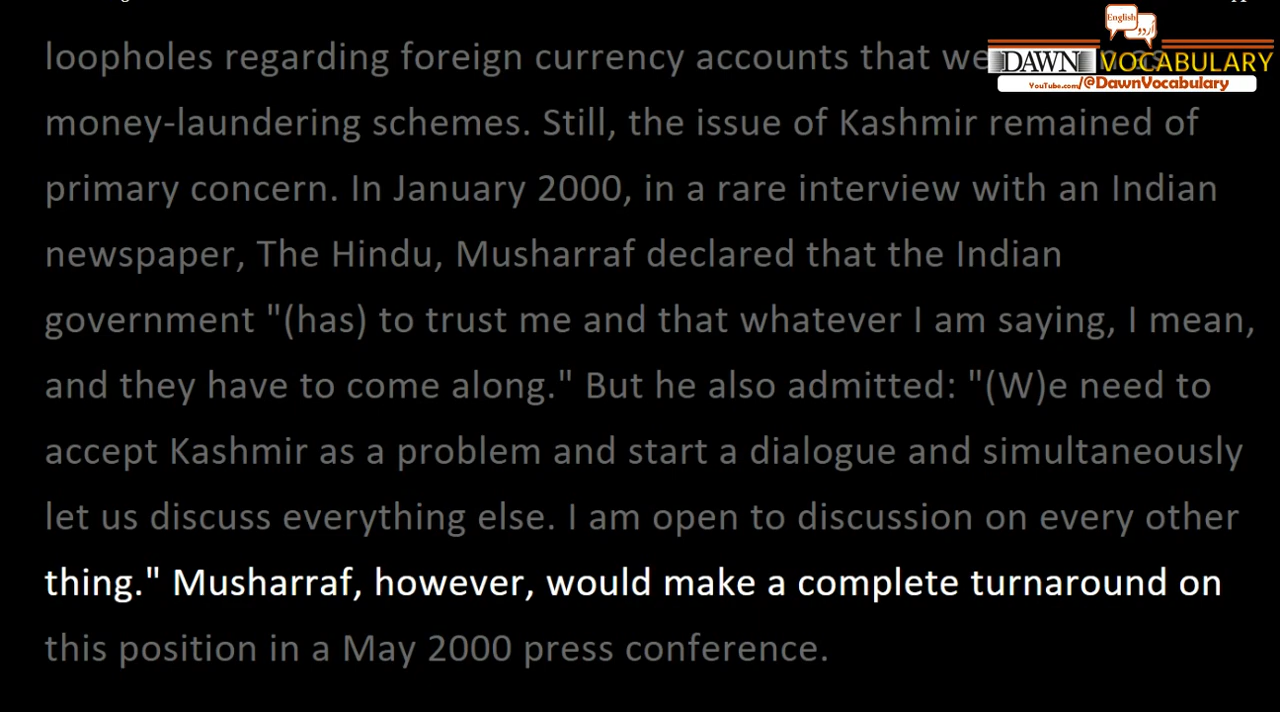 English
اردو
DAWN VOCABULARY
YouTube.com/@DawnVocabulary
loopholes regarding foreign currency accounts that
money-laundering schemes. Still, the issue of Kashmir remained of
primary concern. In January 2000, in a rare interview with an Indian
newspaper, The Hindu, Musharraf declared that the Indian
government "(has) to trust me and that whatever I am saying, I mean,
and they have to come along." But he also admitted: "(W)e need to
accept Kashmir as a problem and start a dialogue and simultaneously
let us discuss everything else. I am open to discussion on every other
thing." Musharraf, however, would make a complete turnaround on
this position in a May 2000 press conference.